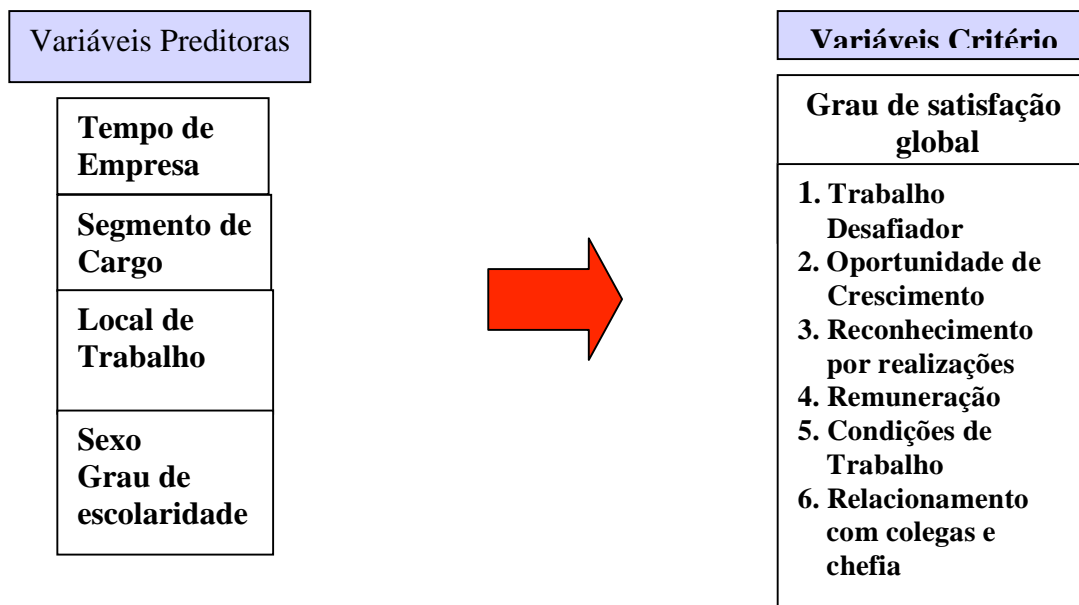 Variáveis Preditoras
Tempo de
Empresa
Segmento de
Cargo
Local de
Trabalho
Sexo
Grau de
escolaridade
Variáveis Critério
Grau de satisfação
global
1. Trabalho
Desafiador
2. Oportunidade de
Crescimento
3. Reconhecimento
por realizações
4. Remuneração
5. Condições de
Trabalho
6. Relacionamento
com colegas e
chefia